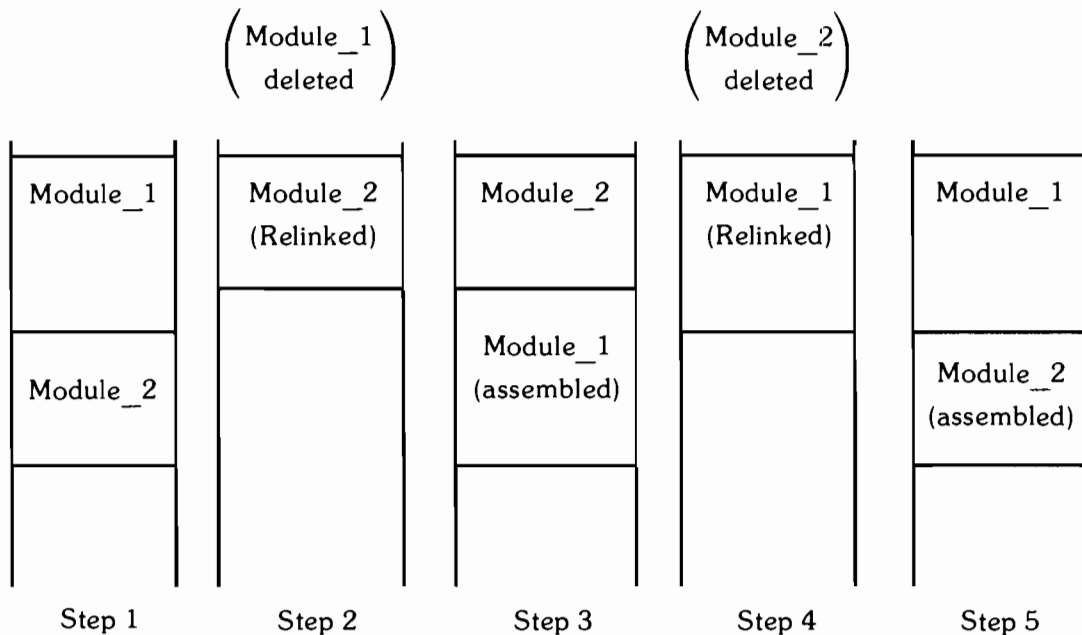 Module_1
deleted
Module_2
deleted
Module_1
Module_2
Module_2
(Relinked)
Module_2
Module_1
(assembled)
Module_1
(Relinked)
Module_1
Module_2
(assembled)
Step 1
Step 2
Step 3
Step 4
Step 5